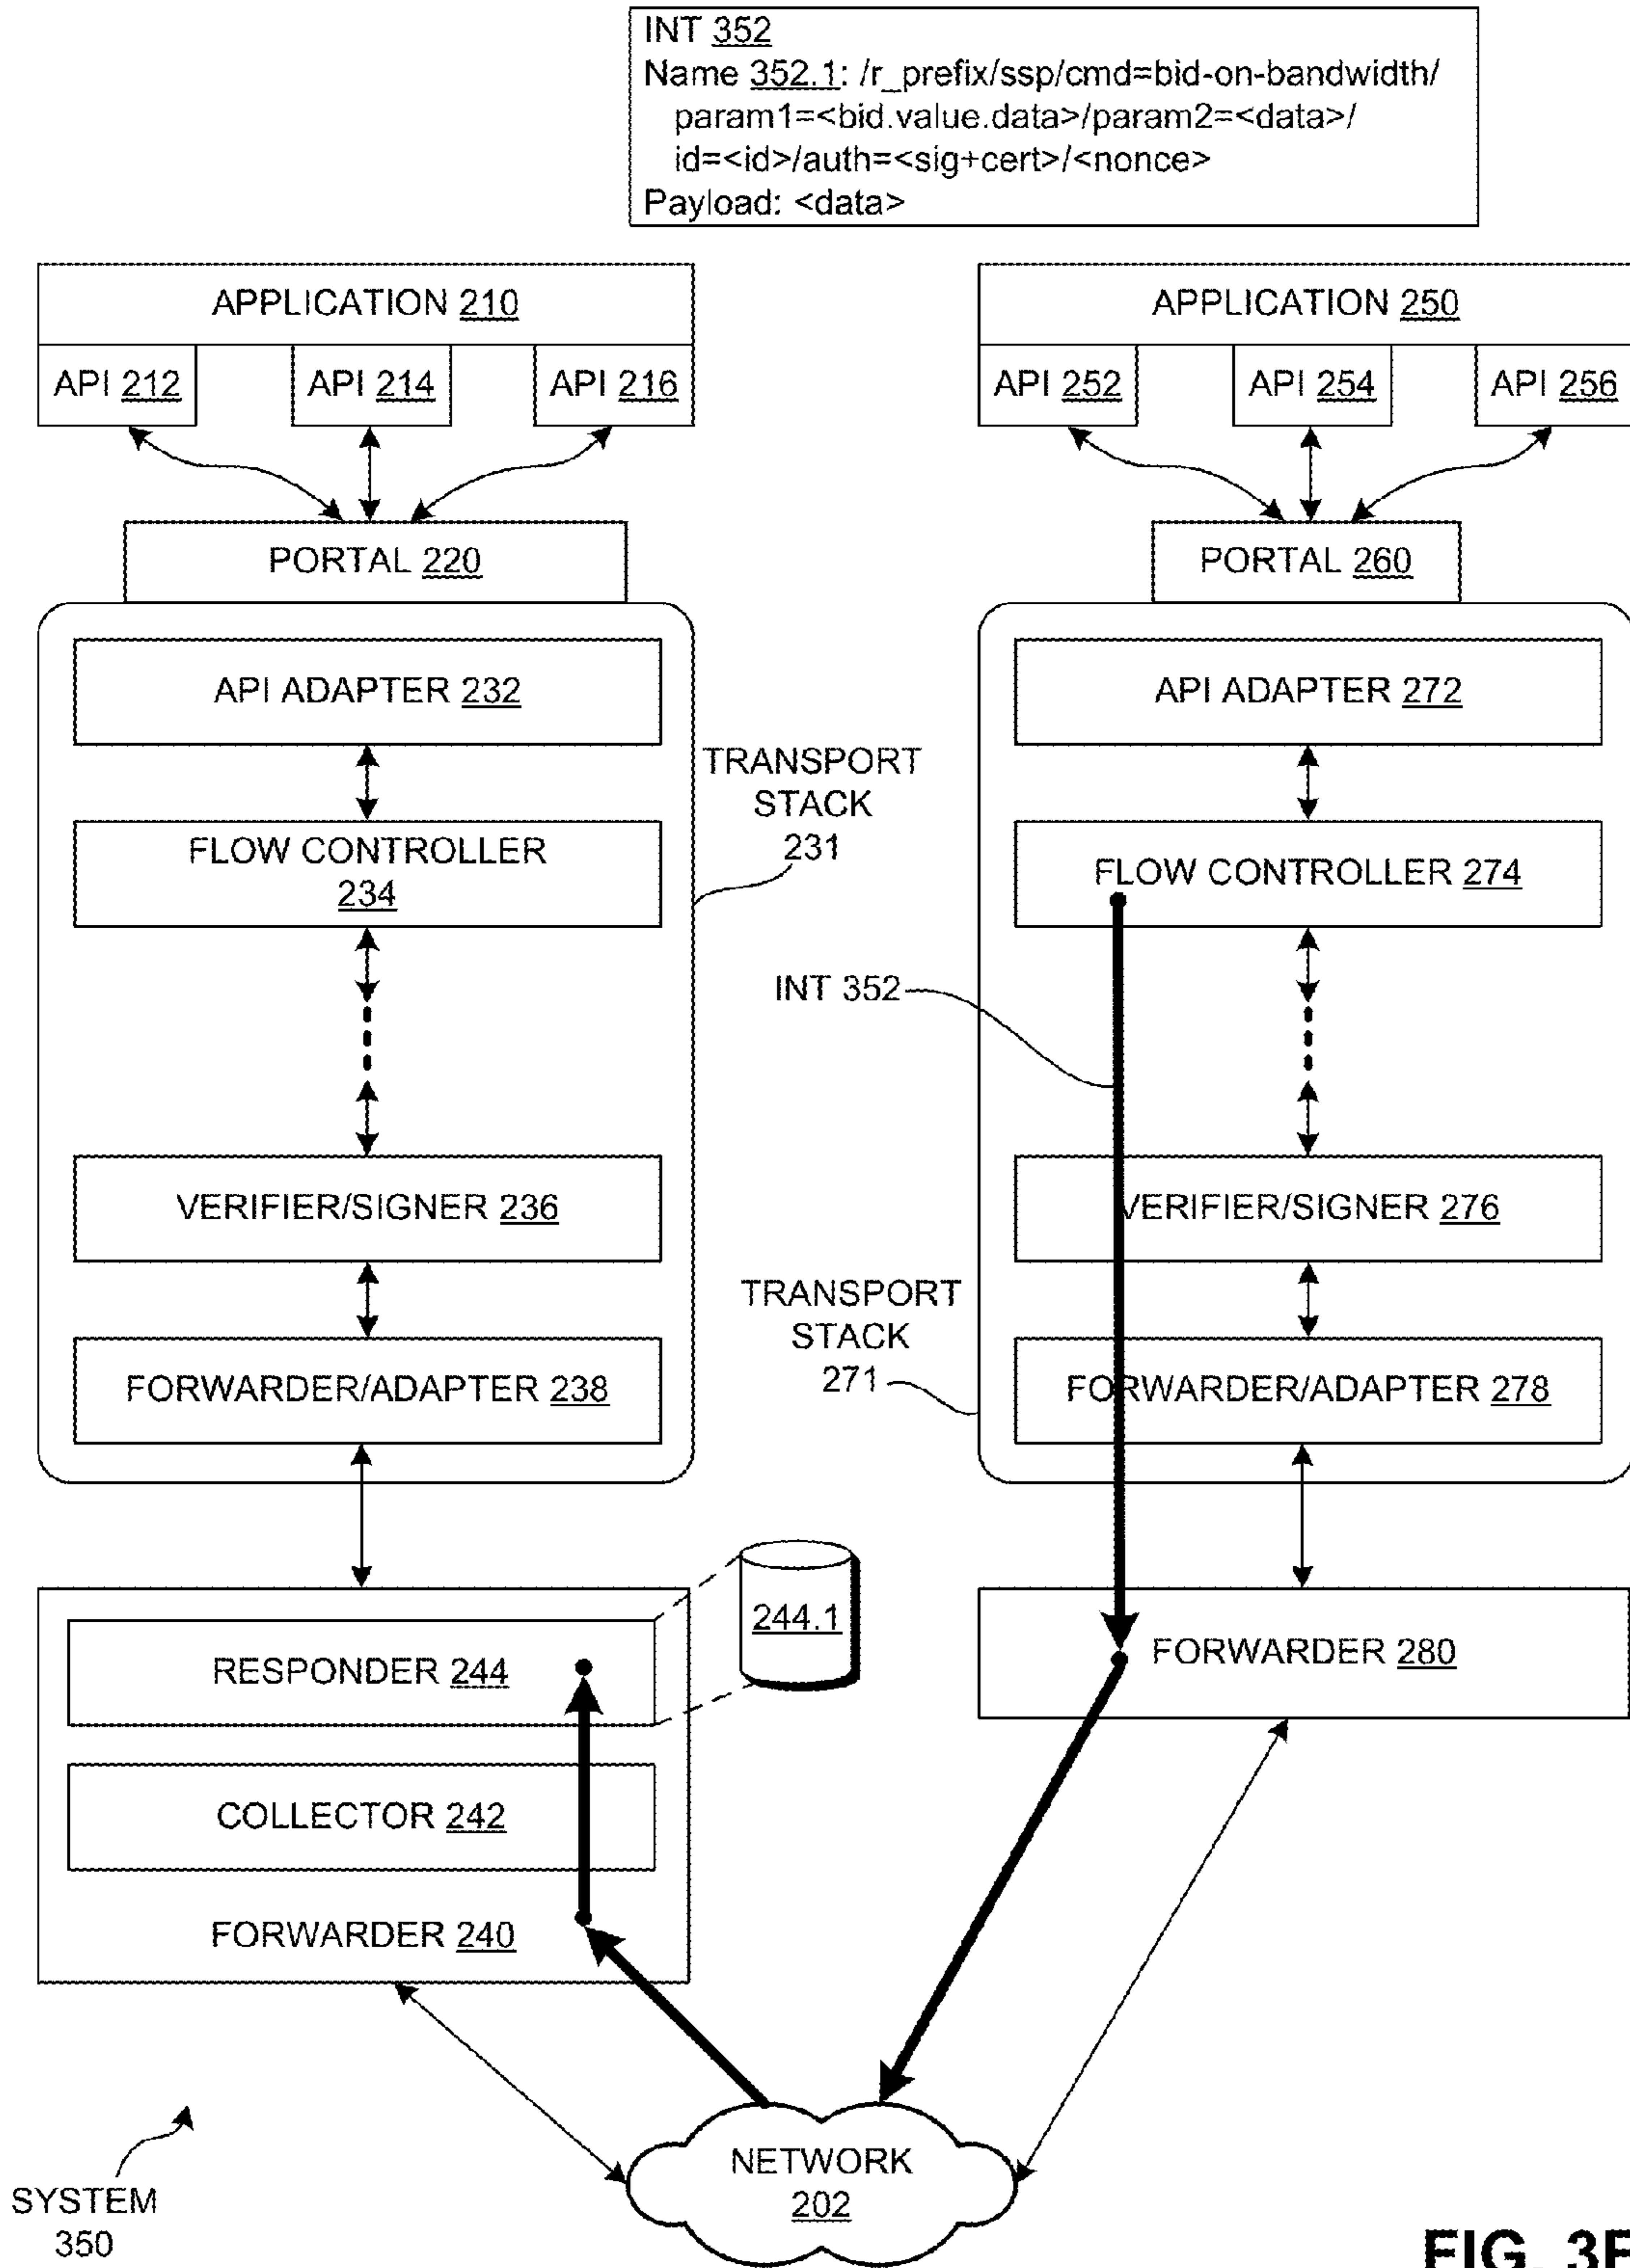 INT 352
Name 352.1: /r_prefix/ssp/cmd=bid-on-bandwidth/
param1=<bid.value.data>/param2=<data>/
id=<id>/auth=<sig+cert>/<nonce>
Payload: <data>
APPLICATION 210
API 212
API 214
API 216
PORTAL 220
API ADAPTER 232
FLOW CONTROLLER
234
VERIFIER/SIGNER 236
FORWARDER/ADAPTER 238
TRANSPORT
STACK
231
APPLICATION 250
API 252
API 254
API 256
PORTAL 260
API ADAPTER 272
FLOW CONTROLLER 274
INT 352
VERIFIER/SIGNER 276
FORWARDER/ADAPTER 278
TRANSPORT
STACK
271
RESPONDER 244
244.1
COLLECTOR 242
FORWARDER 240
FORWARDER 280
NETWORK
202
SYSTEM
350